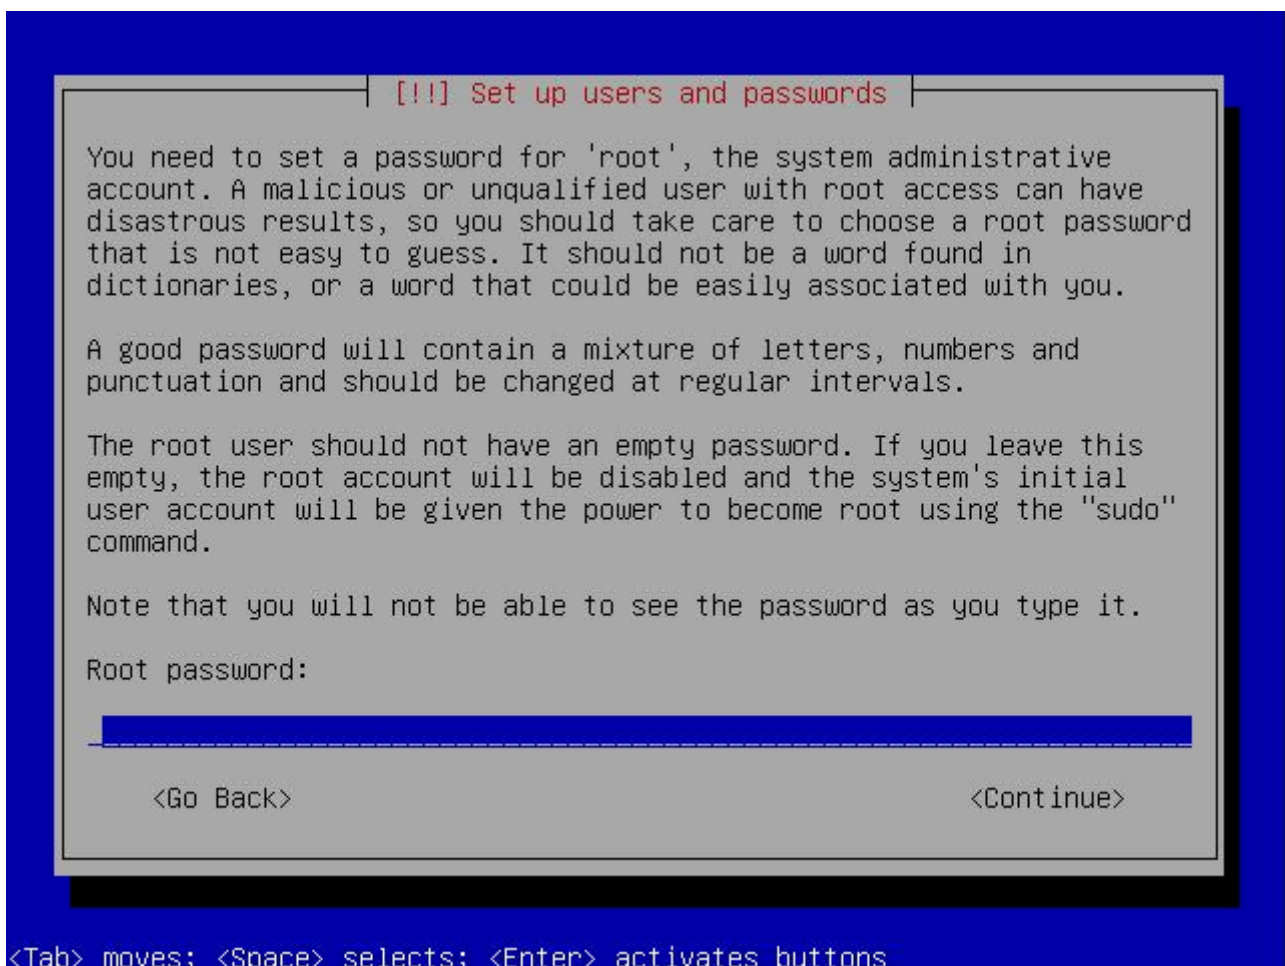 [!!] Set up users and passwords
You need to set a password for 'root', the system administrative
account. A malicious or unqualified user with root access can have
disastrous results, so you should take care to choose a root password
that is not easy to guess. It should not be a word found in
dictionaries, or a word that could be easily associated with you.
A good password will contain a mixture of letters, numbers and
punctuation and should be changed at regular intervals.
The root user should not have an empty password. If you leave this
empty, the root account will be disabled and the system's initial
user account will be given the power to become root using the "sudo"
command.
Note that you will not be able to see the password as you type it.
Root password:
<Go Back> <Continue>
<Tab> moves; <Space> selects; <Enter> activates buttons